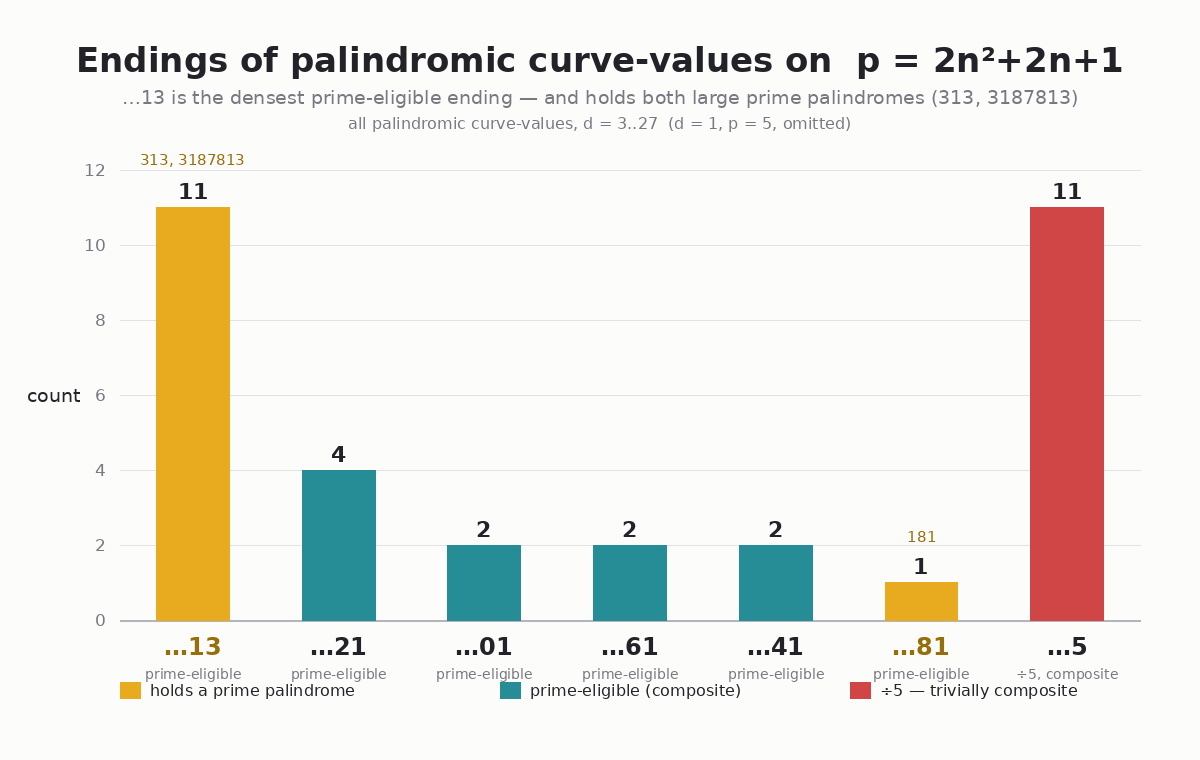 Endings of palindromic curve-values on p = 2n²+2n+1
…13 is the densest prime-eligible ending — and holds both large prime palindromes (313, 3187813)
all palindromic curve-values, d = 3..27 (d = 1, p = 5, omitted)
313, 3187813
12
11
11
10
8
count
6
4
4
2
2
2
2
181
1
0
…13
…21
…01
…61
…41
…81
…5
prime-eligible
prime-eligible
prime-eligible
prime-eligible
prime-eligible
prime-eligible
÷5, composite
holds a prime palindrome
prime-eligible (composite)
÷5 — trivially composite